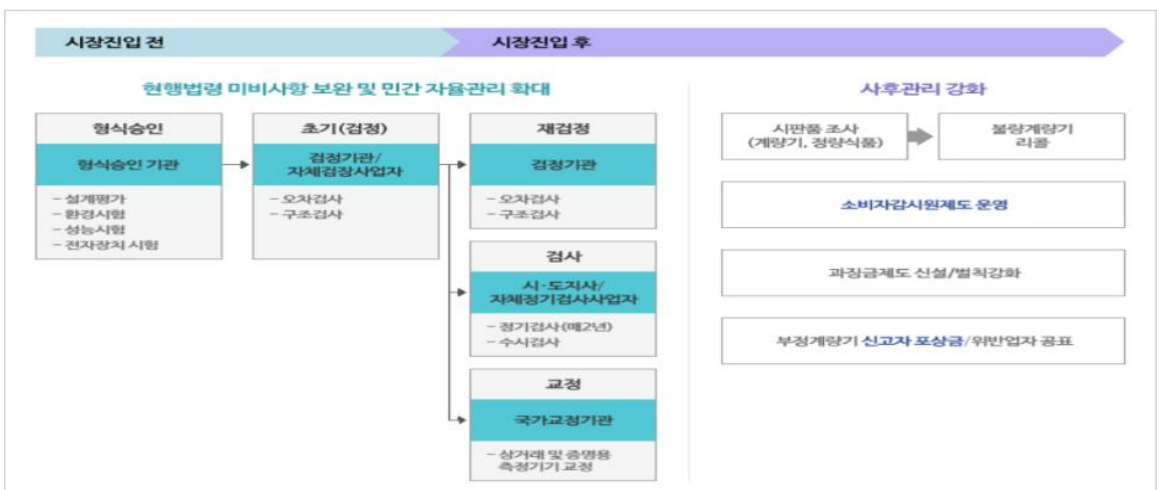 시장진입 전
시장진입 후
현행법령 미비사항 보완 및 민간 자율관리 확대
사후관리 강화
형식승인
형식승인 기관
- 설계평가
- 환경시험
- 성능시험
- 전자장치 시험
초기(검정)
검정기관/
자체검장사업자
- 오차검사
- 구조검사
재검정
검정기관
- 오차검사
- 구조검사
검사
시·도지사/
자체정기검사사업자
- 정기검사(매2년)
- 수시검사
교정
국가교정기관
- 상거래 및 증명용
측정기기 교정
시판품 조사
(계량기, 정량식품)
불량계량기
리콜
소비자감시원제도 운영
과징금제도 신설/벌칙강화
부정계량기 신고자 포상금/위반업자 공표